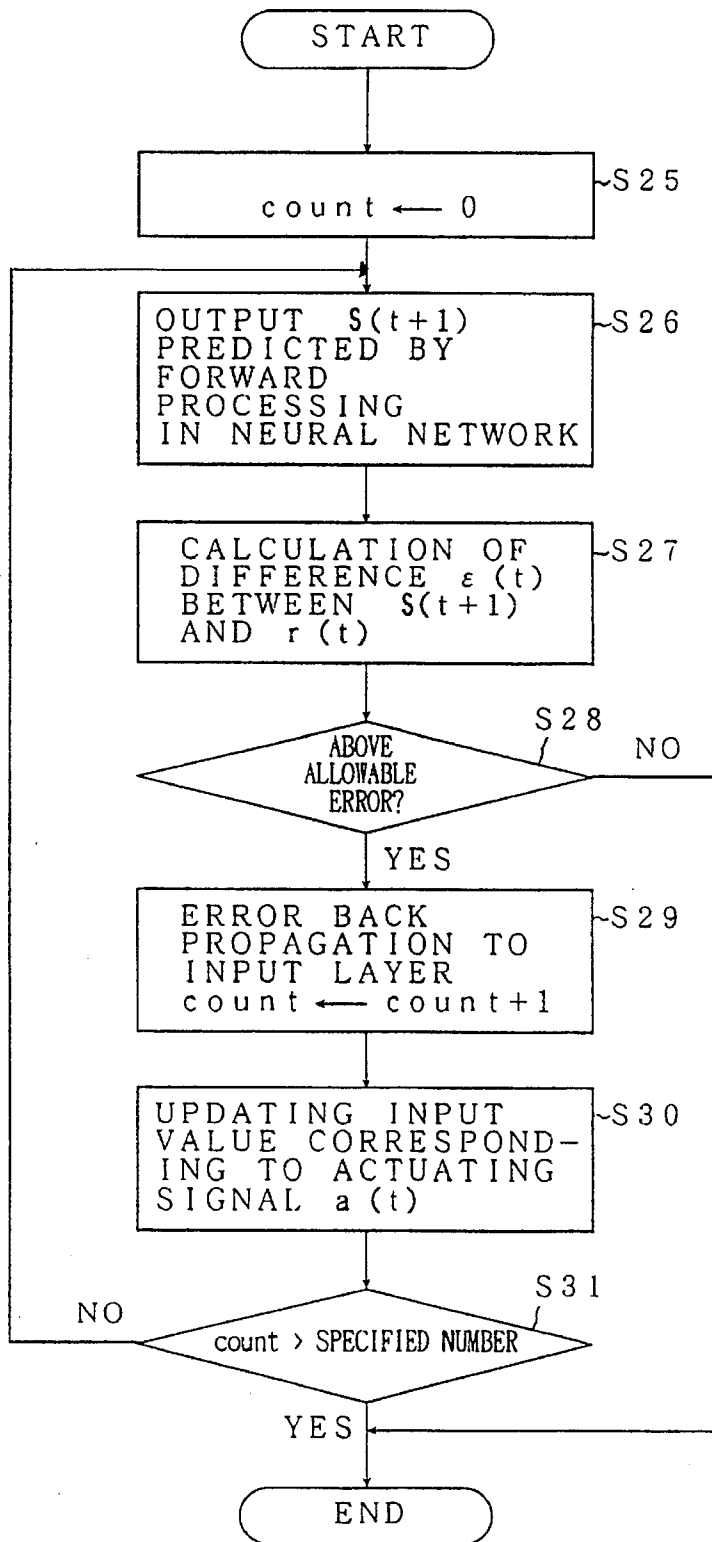 START
S25
count ← 0
OUTPUT S(t+1)
PREDICTED BY
FORWARD
PROCESSING
IN NEURAL NETWORK
S26
CALCULATION OF
DIFFERENCE ε(t)
BETWEEN S(t+1)
AND r(t)
S27
S28
ABOVE
ALLOWABLE
ERROR?
NO
YES
ERROR BACK
PROPAGATION TO
INPUT LAYER
count ← count+1
S29
UPDATING INPUT
VALUE CORRESPOND-
ING TO ACTUATING
SIGNAL a(t)
S30
S31
NO
count > SPECIFIED NUMBER
YES
END